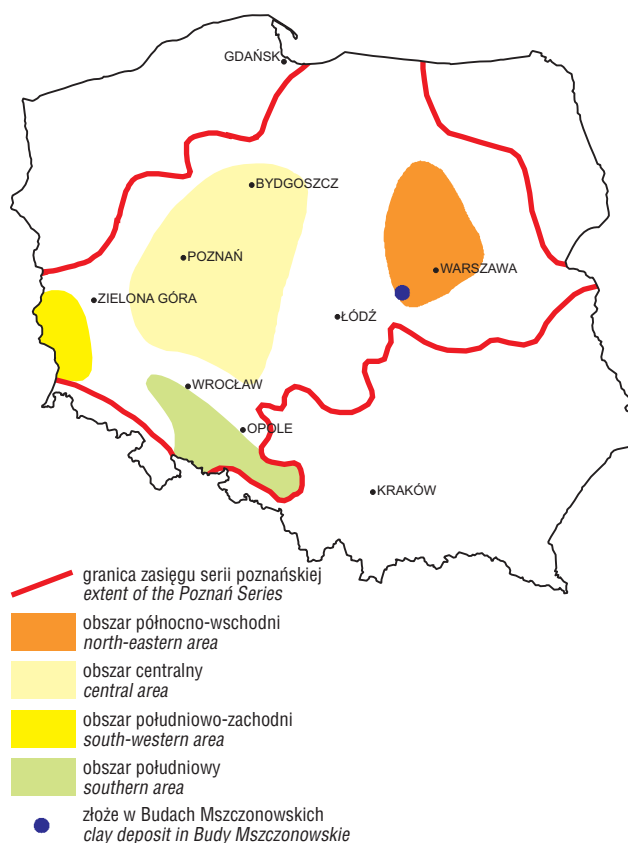 GDAŃSK
BYDGOSZCZ
POZNAŃ
WARSZAWA
ZIELONA GÓRA
ŁÓDŹ
WROCŁAW
OPOLE
KRAKÓW
granica zasięgu serii poznańskiej
extent of the Poznań Series
obszar północno-wschodni
north-eastern area
obszar centralny
central area
obszar południowo-zachodni
south-western area
obszar południowy
southern area
złoże w Budach Mszczonowskich
clay deposit in Budy Mszczonowskie